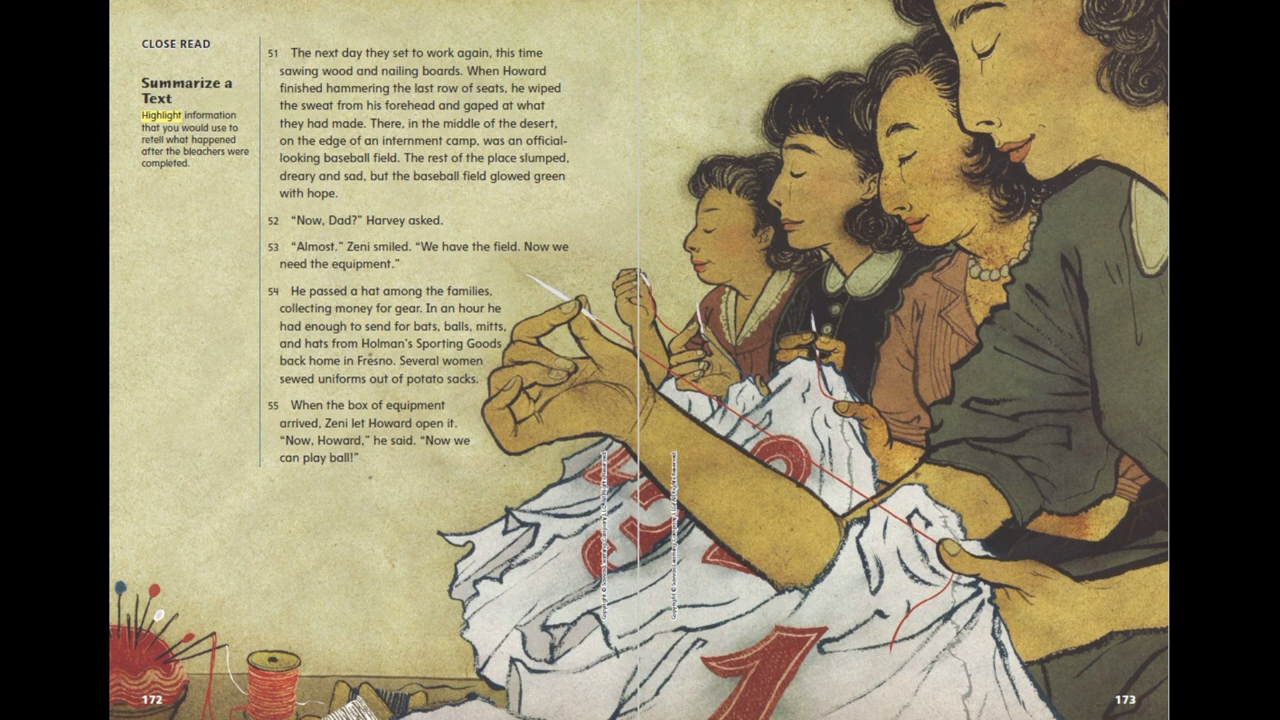 CLOSE READ
Summarize a
Text
Highlight information
that you would use to
retell what happened
after the bleachers were
completed.
51 The next day they set to work again, this time
sawing wood and nailing boards. When Howard
finished hammering the last row of seats, he wiped
the sweat from his forehead and gaped at what
they had made. There, in the middle of the desert,
on the edge of an internment camp, was an official-
looking baseball field. The rest of the place slumped,
dreary and sad, but the baseball field glowed green
with hope.
52 “Now, Dad?” Harvey asked.
53 “Almost.” Zeni smiled. “We have the field. Now we
need the equipment.”
54 He passed a hat among the families,
collecting money for gear. In an hour he
had enough to send for bats, balls, mitts,
and hats from Holman’s Sporting Goods
back home in Fresno. Several women
sewed uniforms out of potato sacks.
55 When the box of equipment
arrived, Zeni let Howard open it.
“Now, Howard,” he said. “Now we
can play ball!”
1
172
173